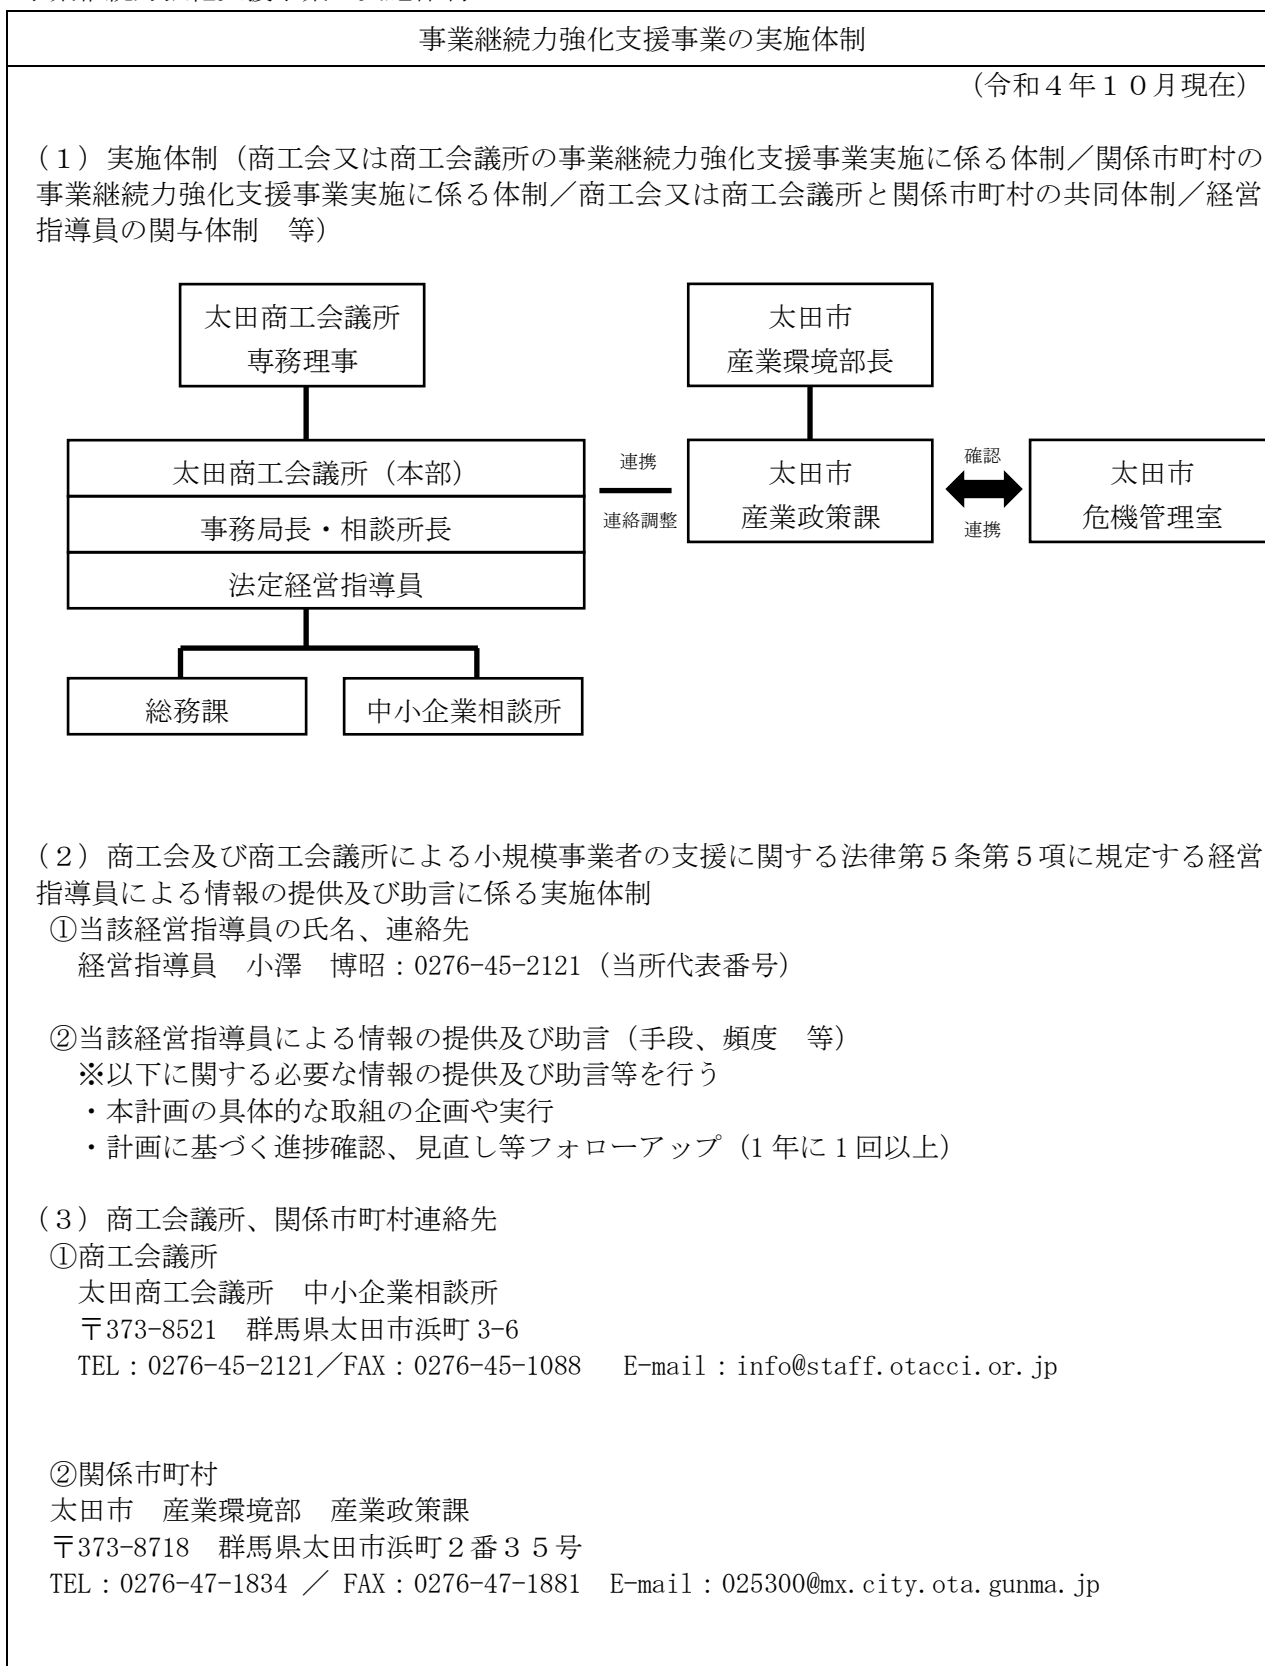 事業継続力強化支援事業の実施体制
（令和４年１０月現在）
（１）実施体制（商工会又は商工会議所の事業継続力強化支援事業実施に係る体制／関係市町村の
事業継続力強化支援事業実施に係る体制／商工会又は商工会議所と関係市町村の共同体制／経営
指導員の関与体制　等）
太田商工会議所
専務理事
太田市
産業環境部長
太田商工会議所（本部）
事務局長・相談所長
法定経営指導員
連携
連絡調整
太田市
産業政策課
確認
連携
太田市
危機管理室
総務課
中小企業相談所
（２）商工会及び商工会議所による小規模事業者の支援に関する法律第５条第５項に規定する経営
指導員による情報の提供及び助言に係る実施体制
①当該経営指導員の氏名、連絡先
経営指導員　小澤　博昭：0276-45-2121（当所代表番号）
②当該経営指導員による情報の提供及び助言（手段、頻度　等）
※以下に関する必要な情報の提供及び助言等を行う
・本計画の具体的な取組の企画や実行
・計画に基づく進捗確認、見直し等フォローアップ（1 年に 1 回以上）
（３）商工会議所、関係市町村連絡先
①商工会議所
太田商工会議所　中小企業相談所
〒373-8521　群馬県太田市浜町 3-6
TEL：0276-45-2121／FAX：0276-45-1088　E-mail：info@staff.otacci.or.jp
②関係市町村
太田市　産業環境部　産業政策課
〒373-8718　群馬県太田市浜町２番３５号
TEL：0276-47-1834 ／ FAX：0276-47-1881　E-mail：025300@mx.city.ota.gunma.jp